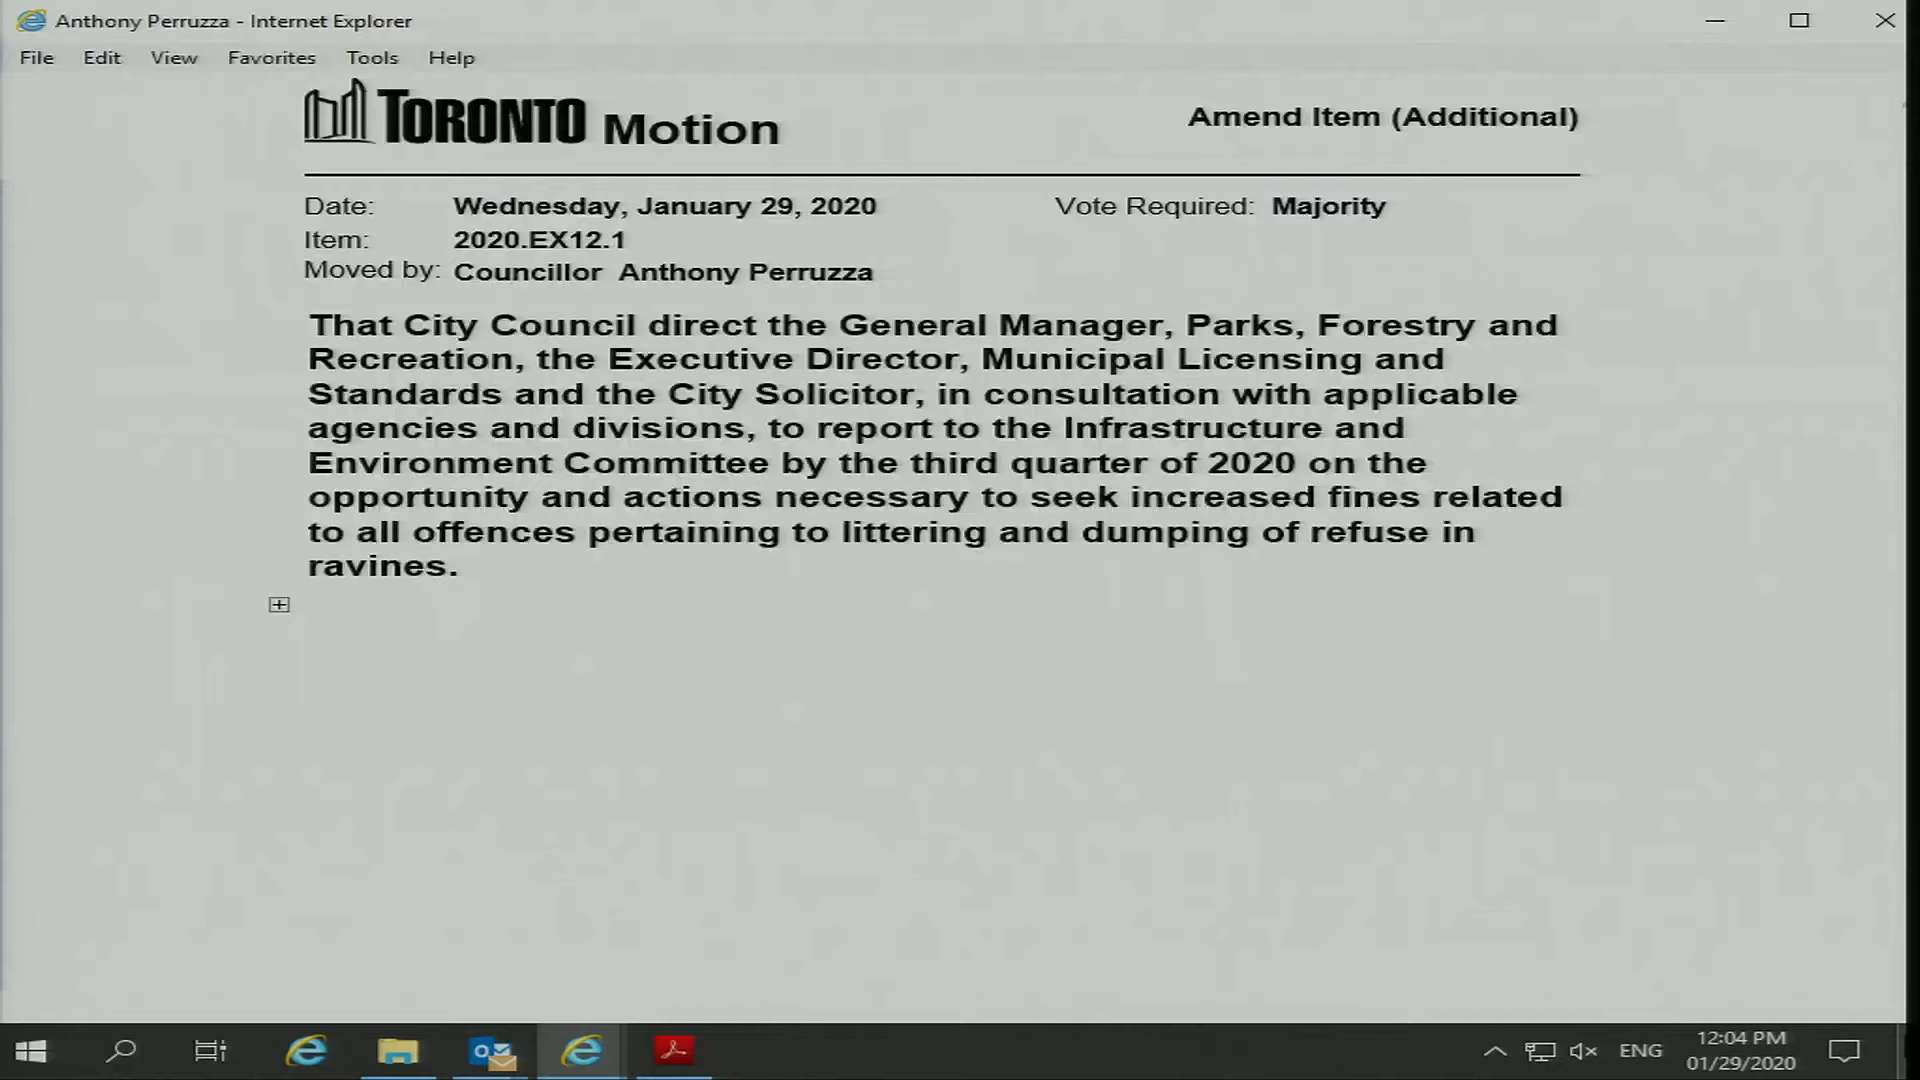 Anthony Perruzza - Internet Explorer
File Edit View Favorites Tools Help
TORONTO Motion
Amend Item (Additional)
Date: Wednesday, January 29, 2020 Vote Required: Majority
Item: 2020.EX12.1
Moved by: Councillor Anthony Perruzza
That City Council direct the General Manager, Parks, Forestry and
Recreation, the Executive Director, Municipal Licensing and
Standards and the City Solicitor, in consultation with applicable
agencies and divisions, to report to the Infrastructure and
Environment Committee by the third quarter of 2020 on the
opportunity and actions necessary to seek increased fines related
to all offences pertaining to littering and dumping of refuse in
ravines.
ENG
12:04 PM
01/29/2020